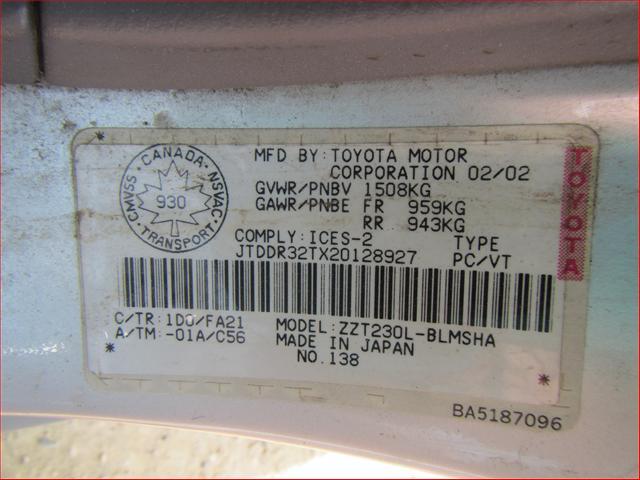 CANADA
CMVSS
NSVAC
930
TRANSPORT
MFD BY: TOYOTA MOTOR
CORPORATION 02/02
GVWR/PNBV 1508KG
GAWR/PNBE FR 959KG
RR 943KG
COMPLY: ICES-2 TYPE
JTDDR32TX20128927 PC/VT
C/TR: 1D0/FA21 MODEL: ZZT230L-BLMSHA
A/TM: -01A/C56 MADE IN JAPAN
NO.138
TOYOTA
BA5187096